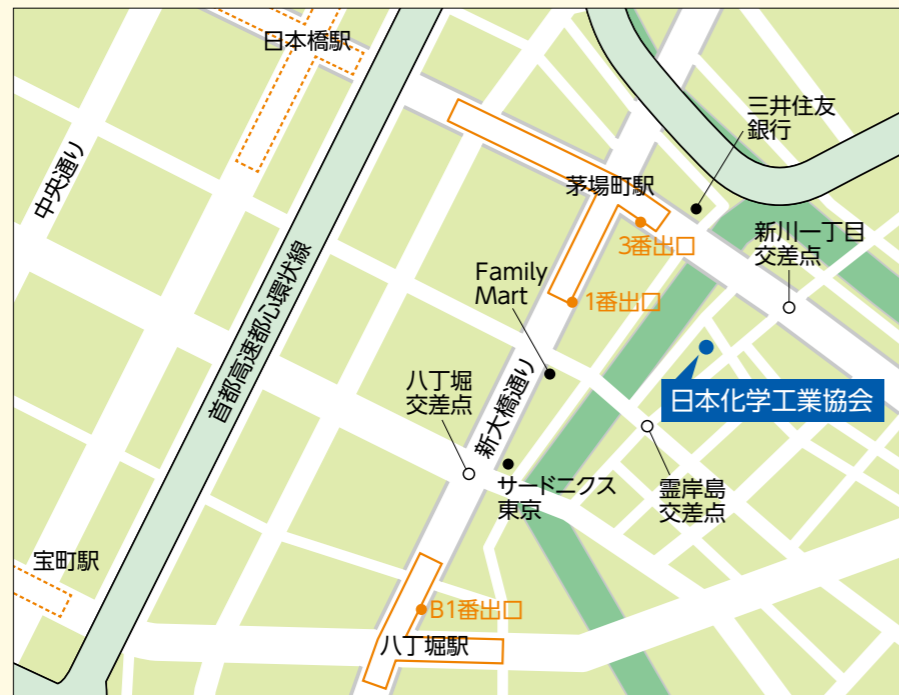 日本橋駅
中央通り
首都高速都心環状線
三井住友
銀行
茅場町駅
3番出口
新川一丁目
交差点
Family
Mart
1番出口
日本化学工業協会
八丁堀
交差点
新大橋通り
サードニクス
東京
霊岸島
交差点
宝町駅
B1番出口
八丁堀駅